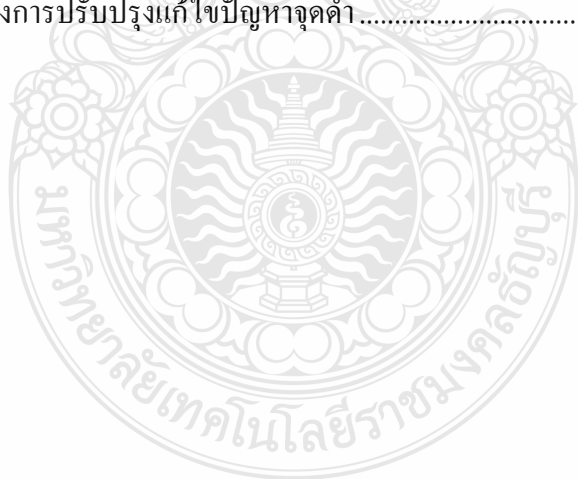 งการปรับปรุงแก้ไขปัญหาจุดดำ................................
มหาวิทยาลัยเทคโนโลยีราชมงคลธัญบุรี